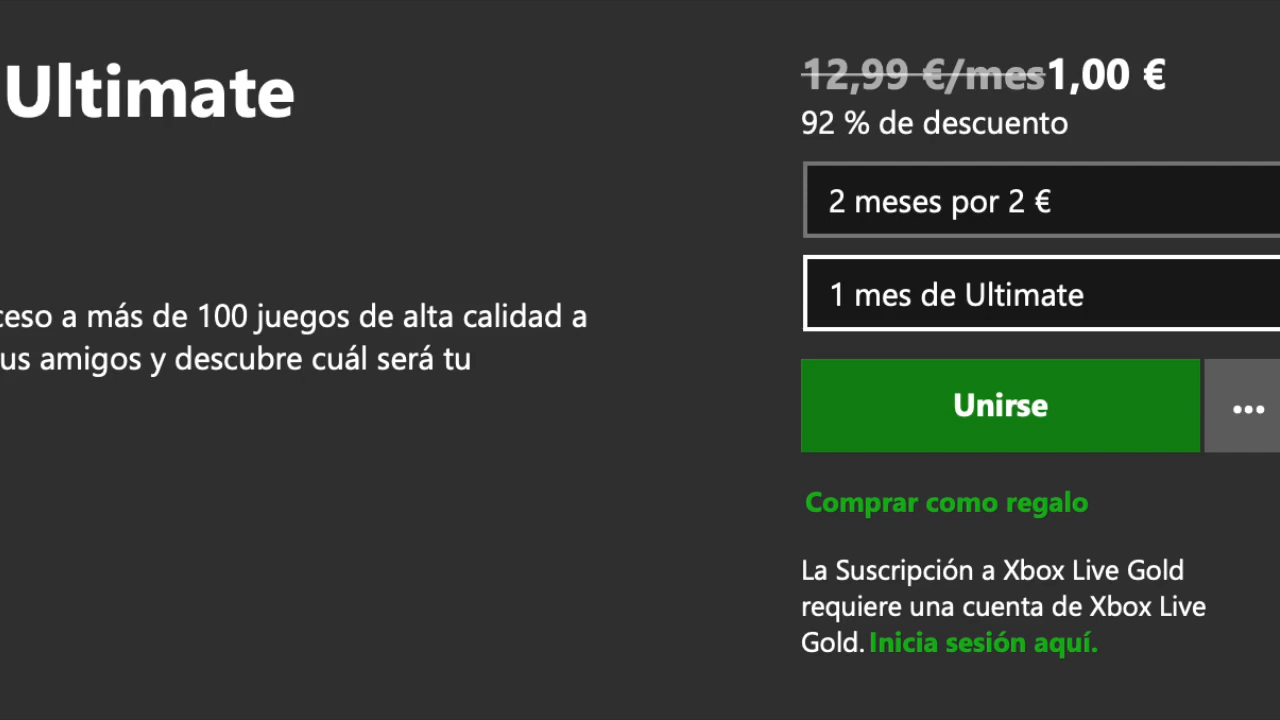 Ultimate
ceso a más de 100 juegos de alta calidad a
us amigos y descubre cuál será tu
12,99 €/mes1,00 €
92 % de descuento
2 meses por 2 €
1 mes de Ultimate
Unirse
...
Comprar como regalo
La Suscripción a Xbox Live Gold
requiere una cuenta de Xbox Live
Gold. Inicia sesión aquí.